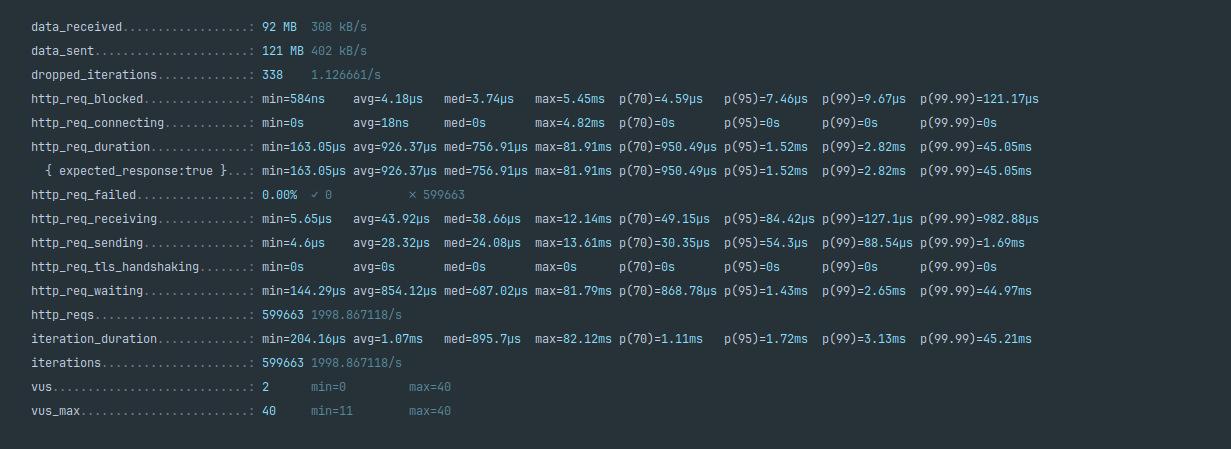 data_received..................: 92 MB  308 kB/s
data_sent......................: 121 MB 402 kB/s
dropped_iterations.............: 338    1.126661/s
http_req_blocked...............: min=584ns    avg=4.18µs   med=3.74µs   max=5.45ms  p(70)=4.59µs   p(95)=7.46µs  p(99)=9.67µs  p(99.99)=121.17µs
http_req_connecting............: min=0s       avg=18ns     med=0s       max=4.82ms  p(70)=0s       p(95)=0s      p(99)=0s      p(99.99)=0s
http_req_duration..............: min=163.05µs avg=926.37µs med=756.91µs max=81.91ms p(70)=950.49µs p(95)=1.52ms  p(99)=2.82ms  p(99.99)=45.05ms
  { expected_response:true }...: min=163.05µs avg=926.37µs med=756.91µs max=81.91ms p(70)=950.49µs p(95)=1.52ms  p(99)=2.82ms  p(99.99)=45.05ms
http_req_failed................: 0.00%  ✓ 0           ✗ 599663
http_req_receiving.............: min=5.65µs   avg=43.92µs  med=38.66µs  max=12.14ms p(70)=49.15µs  p(95)=84.42µs p(99)=127.1µs p(99.99)=982.88µs
http_req_sending...............: min=4.6µs    avg=28.32µs  med=24.08µs  max=13.61ms p(70)=30.35µs  p(95)=54.3µs  p(99)=88.54µs p(99.99)=1.69ms
http_req_tls_handshaking.......: min=0s       avg=0s       med=0s       max=0s      p(70)=0s       p(95)=0s      p(99)=0s      p(99.99)=0s
http_req_waiting...............: min=144.29µs avg=854.12µs med=687.02µs max=81.79ms p(70)=868.78µs p(95)=1.43ms  p(99)=2.65ms  p(99.99)=44.97ms
http_reqs......................: 599663 1998.867118/s
iteration_duration.............: min=204.16µs avg=1.07ms   med=895.7µs  max=82.12ms p(70)=1.11ms   p(95)=1.72ms  p(99)=3.13ms  p(99.99)=45.21ms
iterations.....................: 599663 1998.867118/s
vus............................: 2      min=0         max=40
vus_max........................: 40     min=11        max=40